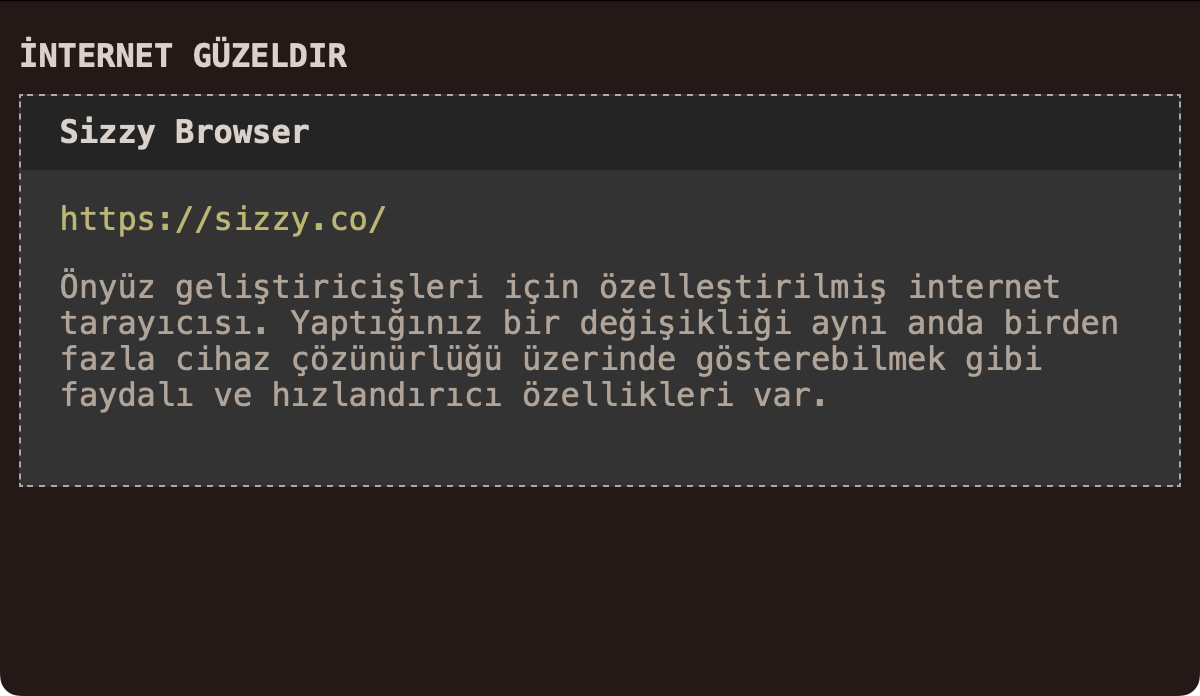 İNTERNET GÜZELDIR
Sizzy Browser
https://sizzy.co/
Önyüz geliştiricişleri için özelleştirilmiş internet
tarayıcısı. Yaptığınız bir değişikliği aynı anda birden
fazla cihaz çözünürlüğü üzerinde gösterebilmek gibi
faydalı ve hızlandırıcı özellikleri var.